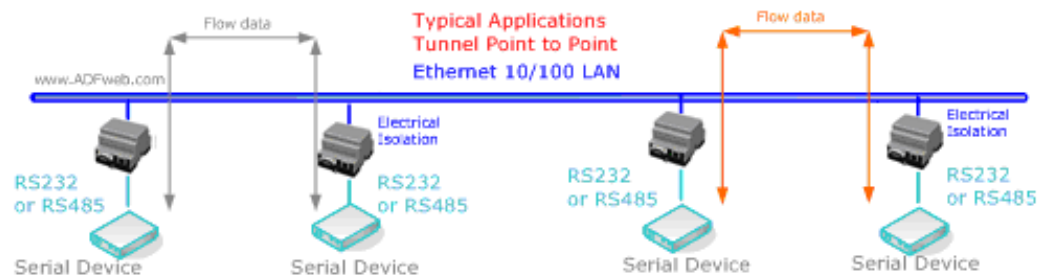 Flow data
Typical Applications
Tunnel Point to Point
Ethernet 10/100 LAN
Flow data
www.ADFweb.com
Electrical
Isolation
Electrical
Isolation
RS232
or RS485
RS232
or RS485
RS232
or RS485
RS232
or RS485
Serial Device
Serial Device
Serial Device
Serial Device